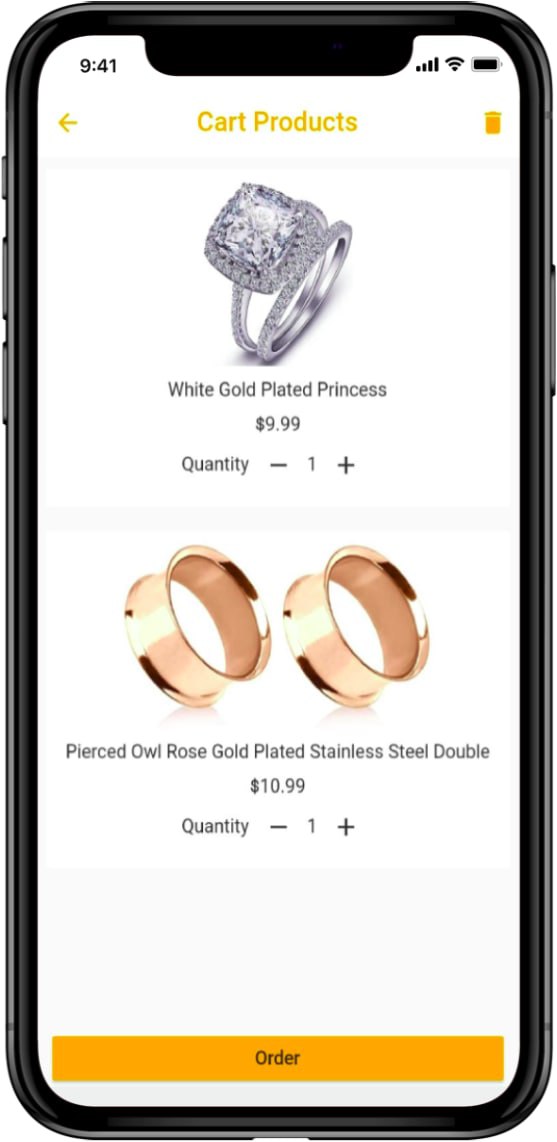 9:41
Cart Products
White Gold Plated Princess
$9.99
Quantity — 1 +
Pierced Owl Rose Gold Plated Stainless Steel Double
$10.99
Quantity — 1 +
Order